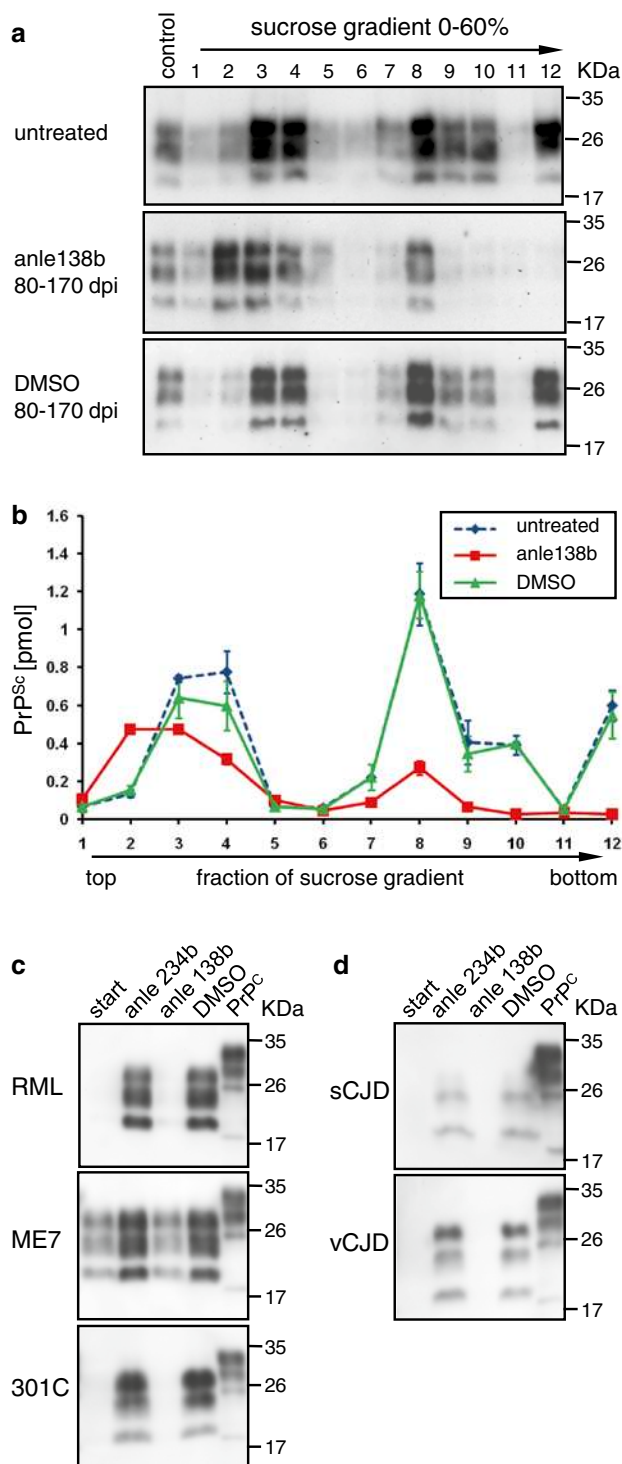 a
control
sucrose gradient 0-60%
1 2 3 4 5 6 7 8 9 10 11 12 KDa
untreated
35
26
17
anle138b
80-170 dpi
35
26
17
DMSO
80-170 dpi
35
26
17
b
PrPSc [pmol]
1.6
1.4
1.2
1
0.8
0.6
0.4
0.2
0
untreated
anle138b
DMSO
1 2 3 4 5 6 7 8 9 10 11 12
top fraction of sucrose gradient bottom
c
start anle 234b anle 138b DMSO PrPC KDa
RML
35
26
17
ME7
35
26
17
301C
35
26
17
d
start anle 234b anle 138b DMSO PrPC KDa
sCJD
35
26
17
vCJD
35
26
17